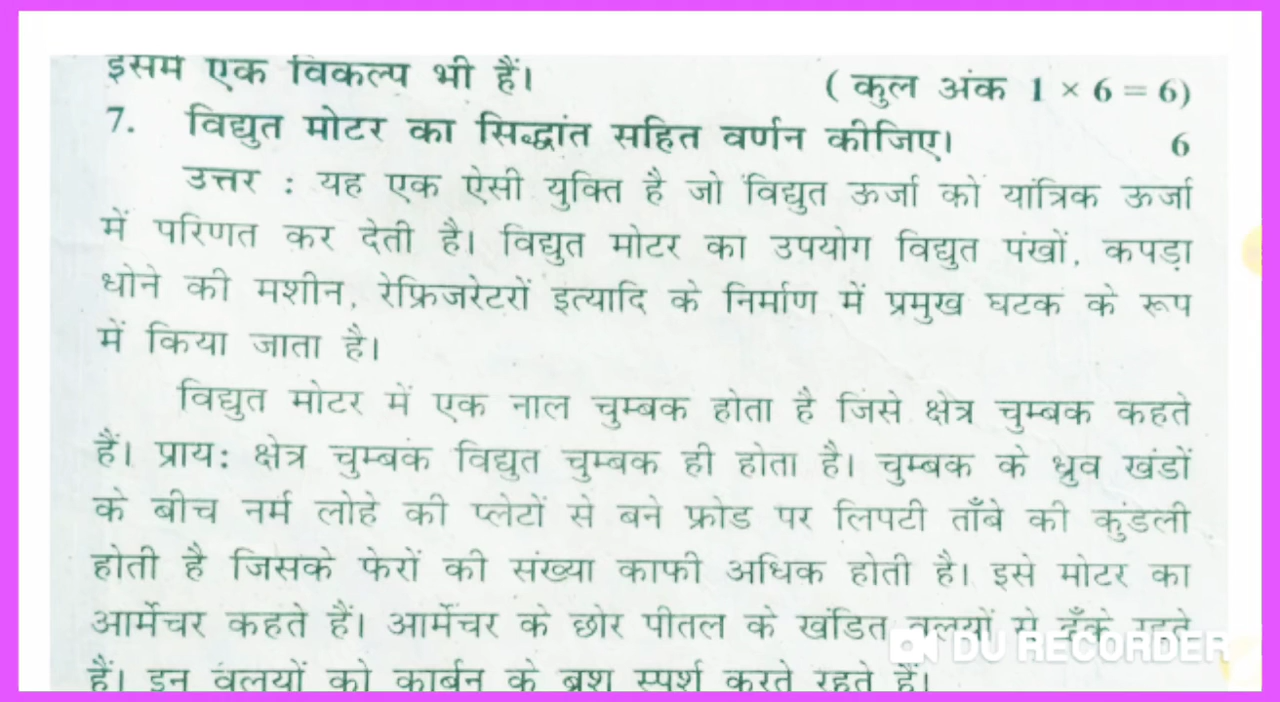 इसमें एक विकल्प भी हैं। ( कुल अंक 1 × 6 = 6)
7. विद्युत मोटर का सिद्धांत सहित वर्णन कीजिए। 6
उत्तर : यह एक ऐसी युक्ति है जो विद्युत ऊर्जा को यांत्रिक ऊर्जा
में परिणत कर देती है। विद्युत मोटर का उपयोग विद्युत पंखों, कपड़ा
धोने की मशीन, रेफ्रिजरेटरों इत्यादि के निर्माण में प्रमुख घटक के रूप
में किया जाता है।
विद्युत मोटर में एक नाल चुम्बक होता है जिसे क्षेत्र चुम्बक कहते
हैं। प्राय: क्षेत्र चुम्बक विद्युत चुम्बक ही होता है। चुम्बक के ध्रुव खंडों
के बीच नर्म लोहे की प्लेटों से बने फ्रोड पर लिपटी ताँबे की कुंडली
होती है जिसके फेरों की संख्या काफी अधिक होती है। इसे मोटर का
आर्मेचर कहते हैं। आर्मेचर के छोर पीतल के खंडित वलयों से ढँके रहते
हैं। इन वलयों को कार्बन के ब्रश स्पर्श करते रहते हैं।
DU RECORDER